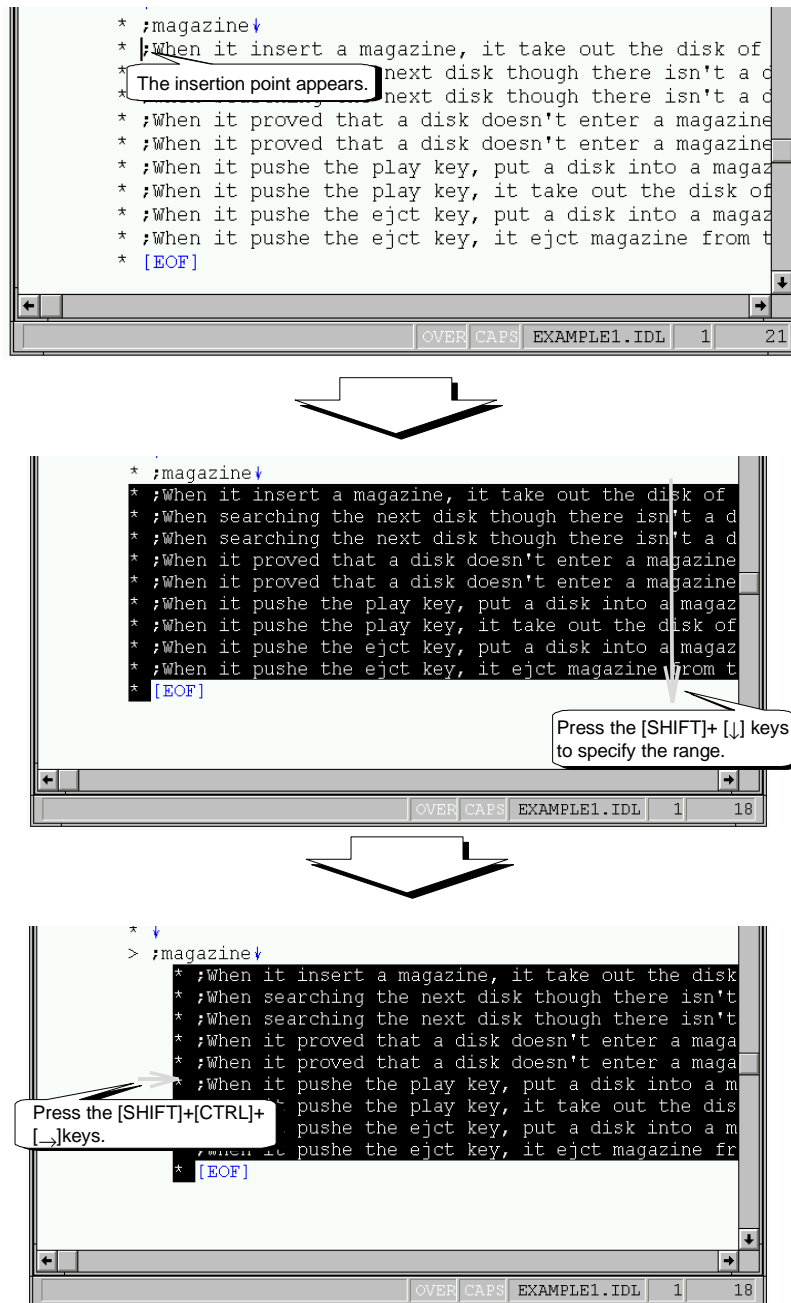 * ;magazine↓
* ;When it insert a magazine, it take out the disk of
The insertion point appears.
* next disk though there isn't a d
* next disk though there isn't a d
* ;When it proved that a disk doesn't enter a magazine
* ;When it proved that a disk doesn't enter a magazine
* ;When it pushe the play key, put a disk into a magaz
* ;When it pushe the play key, it take out the disk of
* ;When it pushe the ejct key, put a disk into a magaz
* ;When it pushe the ejct key, it ejct magazine from t
* [EOF]
OVER CAPS EXAMPLE1.IDL 1 21
* ;magazine↓
* ;When it insert a magazine, it take out the disk of
* ;When searching the next disk though there isn't a d
* ;When searching the next disk though there isn't a d
* ;When it proved that a disk doesn't enter a magazine
* ;When it proved that a disk doesn't enter a magazine
* ;When it pushe the play key, put a disk into a magaz
* ;When it pushe the play key, it take out the disk of
* ;When it pushe the ejct key, put a disk into a magaz
* ;When it pushe the ejct key, it ejct magazine from t
* [EOF]
Press the [SHIFT]+ [↓] keys
to specify the range.
OVER CAPS EXAMPLE1.IDL 1 18
* ↓
> ;magazine↓
* ;When it insert a magazine, it take out the disk
* ;When searching the next disk though there isn't
* ;When searching the next disk though there isn't
* ;When it proved that a disk doesn't enter a maga
* ;When it proved that a disk doesn't enter a maga
* ;When it pushe the play key, put a disk into a m
pushe the play key, it take out the dis
pushe the ejct key, put a disk into a m
;When it pushe the ejct key, it ejct magazine fr
* [EOF]
Press the [SHIFT]+[CTRL]+
[→]keys.
OVER CAPS EXAMPLE1.IDL 1 18